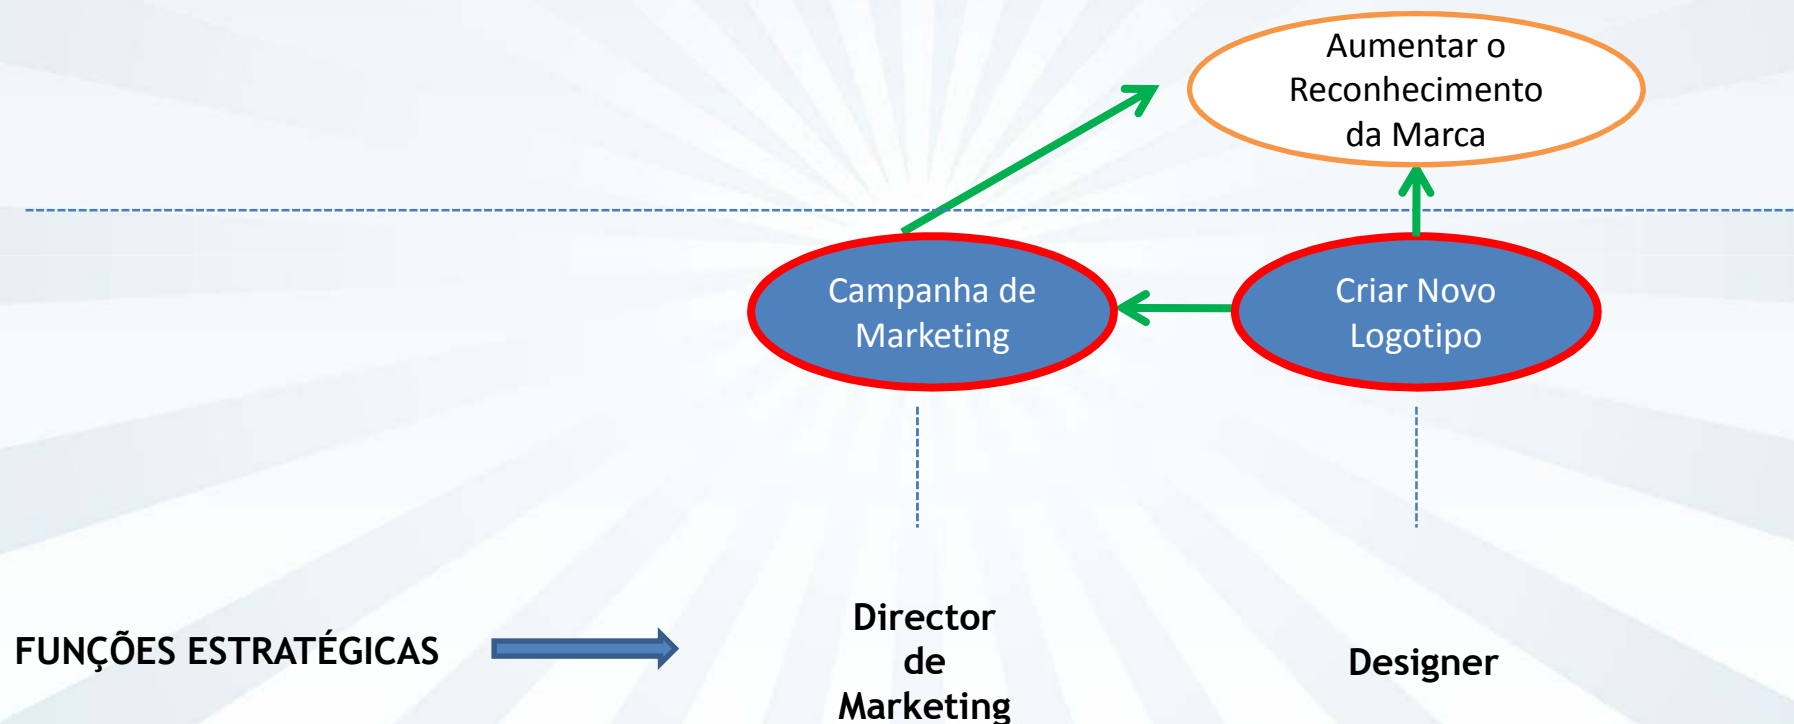 Aumentar o
Reconhecimento
da Marca
Campanha de
Marketing
Criar Novo
Logotipo
FUNÇÕES ESTRATÉGICAS
Director
de
Marketing
Designer